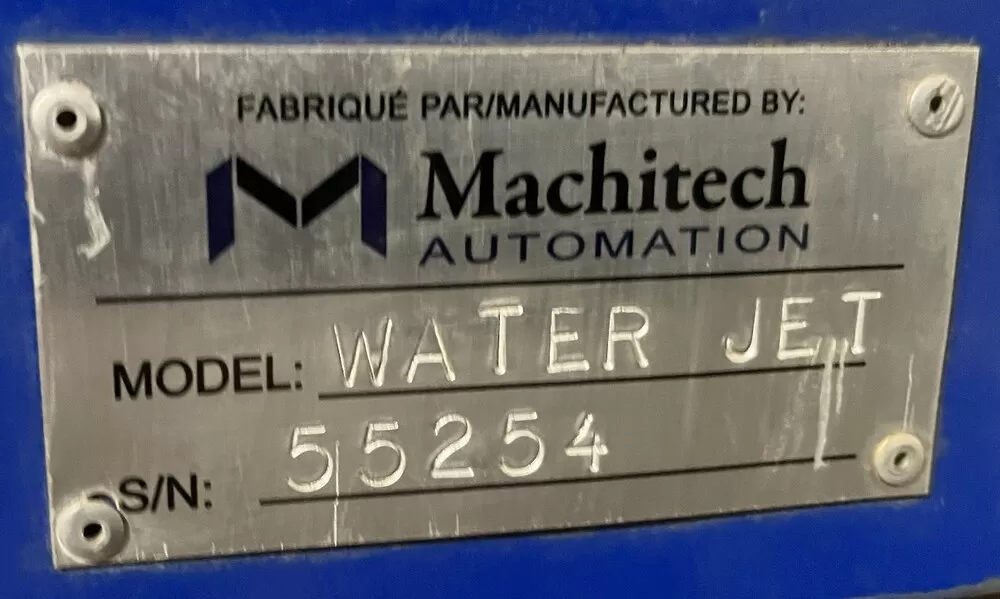 FABRIQUÉ PAR/MANUFACTURED BY:
Machitech
AUTOMATION
MODEL: WATER JET
S/N: 55254